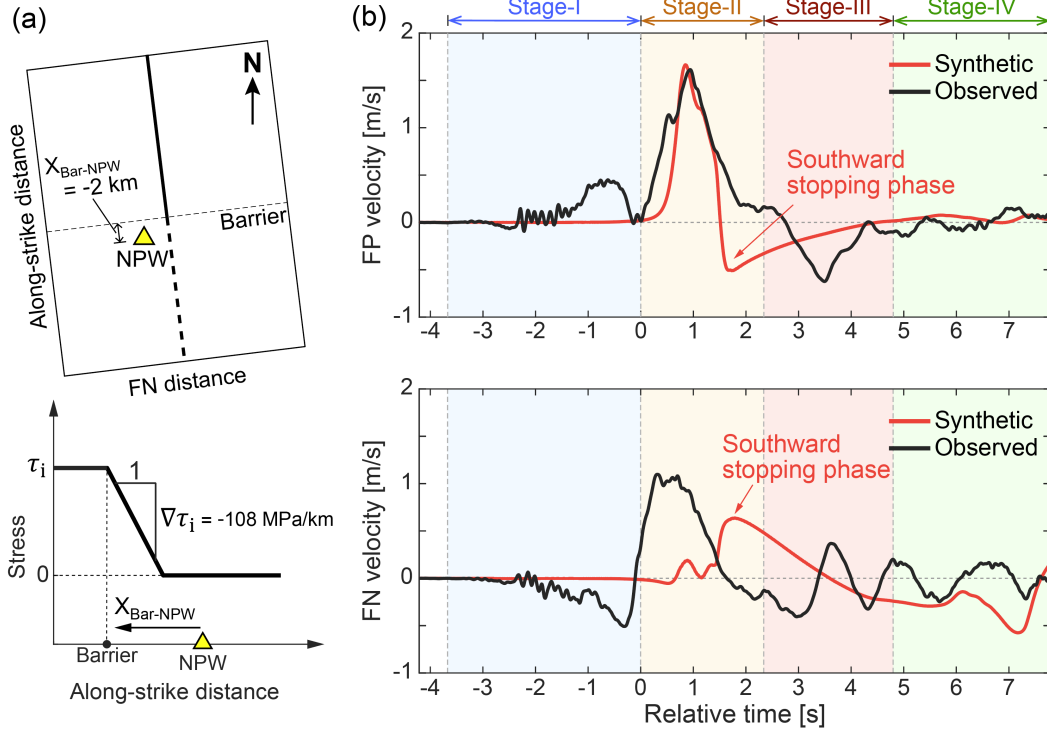 (a)
N
X_Bar-NPW
= -2 km
Barrier
NPW
Along-strike distance
FN distance
τ_i
1
∇τ_i = -108 MPa/km
Stress
0
X_Bar-NPW
Barrier
NPW
Along-strike distance
(b)
Stage-I
Stage-II
Stage-III
Stage-IV
2
1
0
-1
FP velocity [m/s]
Synthetic
Observed
Southward
stopping phase
-4 -3 -2 -1 0 1 2 3 4 5 6 7
2
1
0
-1
FN velocity [m/s]
Synthetic
Observed
Southward
stopping phase
-4 -3 -2 -1 0 1 2 3 4 5 6 7
Relative time [s]